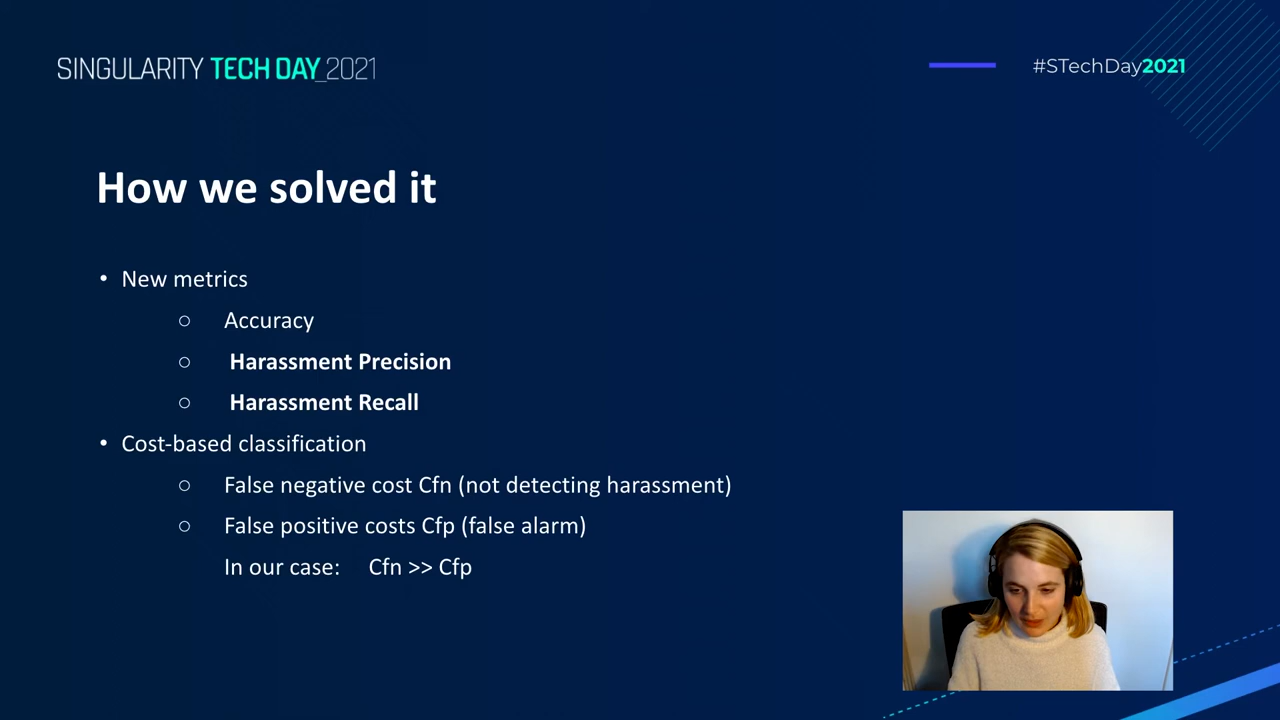 SINGULARITY TECH DAY_2021
#STechDay2021
How we solved it
• New metrics
○ Accuracy
○ Harassment Precision
○ Harassment Recall
• Cost-based classification
○ False negative cost Cfn (not detecting harassment)
○ False positive costs Cfp (false alarm)
In our case: Cfn >> Cfp